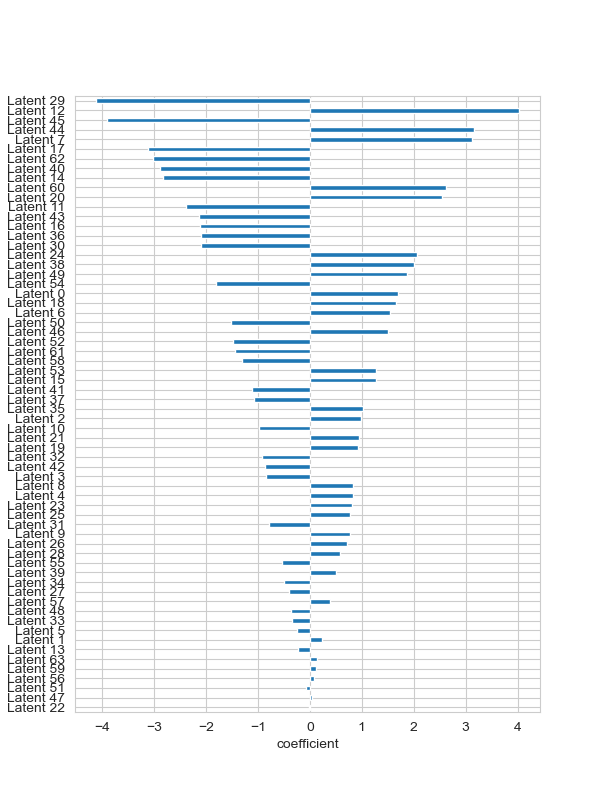 Latent 29
Latent 12
Latent 45
Latent 44
Latent 7
Latent 17
Latent 62
Latent 40
Latent 14
Latent 60
Latent 20
Latent 11
Latent 43
Latent 16
Latent 36
Latent 30
Latent 24
Latent 38
Latent 49
Latent 54
Latent 0
Latent 18
Latent 6
Latent 50
Latent 46
Latent 52
Latent 61
Latent 58
Latent 53
Latent 15
Latent 41
Latent 37
Latent 35
Latent 2
Latent 10
Latent 21
Latent 19
Latent 32
Latent 42
Latent 3
Latent 8
Latent 4
Latent 23
Latent 25
Latent 31
Latent 9
Latent 26
Latent 28
Latent 55
Latent 39
Latent 34
Latent 27
Latent 57
Latent 48
Latent 33
Latent 5
Latent 1
Latent 13
Latent 63
Latent 59
Latent 56
Latent 51
Latent 47
Latent 22
−4 −3 −2 −1 0 1 2 3 4
coefficient